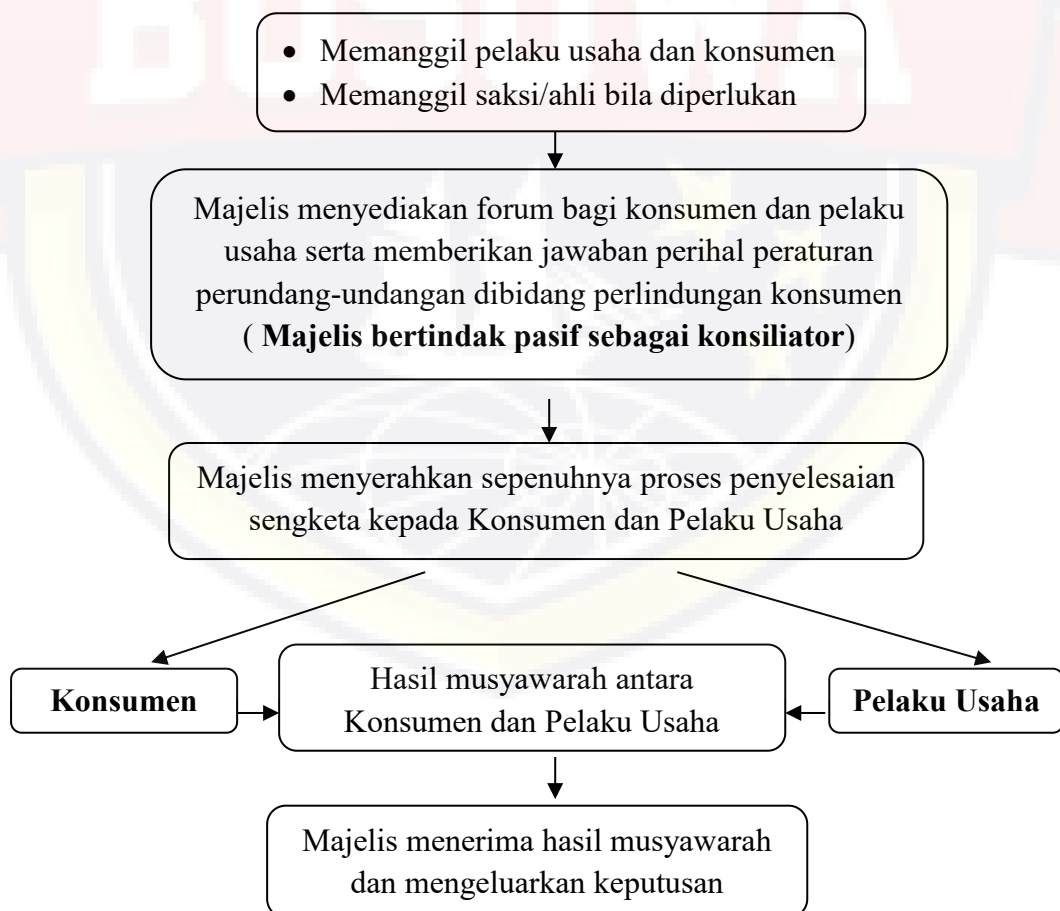 BOSOWA
• Memanggil pelaku usaha dan konsumen
• Memanggil saksi/ahli bila diperlukan
Majelis menyediakan forum bagi konsumen dan pelaku
usaha serta memberikan jawaban perihal peraturan
perundang-undangan dibidang perlindungan konsumen
( Majelis bertindak pasif sebagai konsiliator)
Majelis menyerahkan sepenuhnya proses penyelesaian
sengketa kepada Konsumen dan Pelaku Usaha
Konsumen
Hasil musyawarah antara
Konsumen dan Pelaku Usaha
Pelaku Usaha
Majelis menerima hasil musyawarah
dan mengeluarkan keputusan